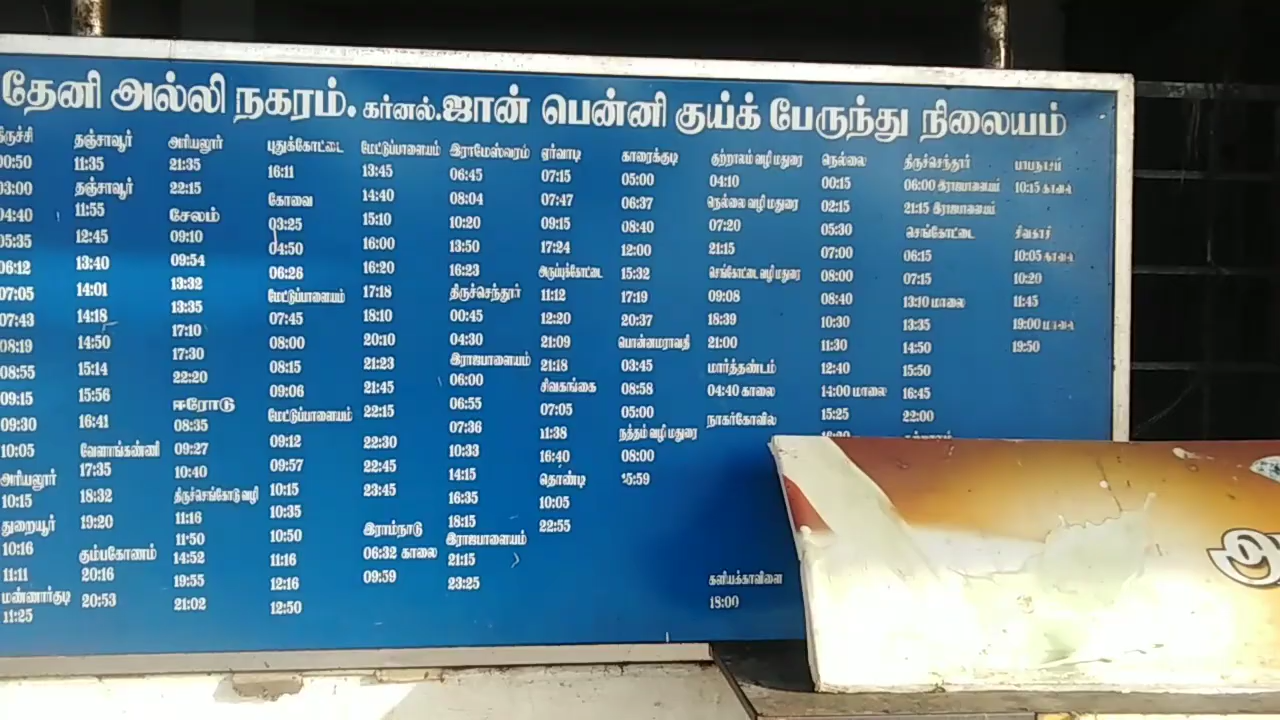 தேனி அல்லி நகரம். கர்னல்.ஜான் பென்னி குய்க் பேருந்து நிலையம்
திருச்சி
00:50
03:00
04:40
05:35
06:12
07:05
07:43
08:19
08:55
09:15
09:30
10:05
அரியலூர்
10:15
துறையூர்
10:16
11:11
மண்ணார்குடி
11:25
தஞ்சாவூர்
11:35
தஞ்சாவூர்
11:55
12:45
13:40
14:01
14:18
14:50
15:14
15:56
16:41
வேளாங்கண்ணி
17:35
18:32
19:20
கும்பகோணம்
20:16
20:53
அரியலூர்
21:35
22:15
சேலம்
09:10
09:54
13:32
13:35
17:10
17:30
22:20
ஈரோடு
08:35
09:27
10:40
திருச்செங்கோடு வழி
11:16
11:50
14:52
19:55
21:02
புதுக்கோட்டை
16:11
கோவை
03:25
04:50
06:26
மேட்டுப்பாளையம்
07:45
08:00
08:15
09:06
மேட்டுப்பாளையம்
09:12
09:57
10:15
10:35
10:50
11:16
12:16
12:50
மேட்டுப்பாளையம்
13:45
14:40
15:10
16:00
16:20
17:18
18:10
20:10
21:23
21:45
22:15
22:30
22:45
23:45
இராம்நாடு
06:32 காலை
09:59
இராமேஸ்வரம்
06:45
08:04
10:20
13:50
16:23
திருச்செந்தூர்
00:45
04:30
இராஜபாளையம்
06:00
06:55
07:36
10:33
14:15
16:35
18:15
இராஜபாளையம்
21:15
23:25
ஏர்வாடி
07:15
07:47
09:15
17:24
அருப்புக்கோட்டை
11:12
12:20
21:09
21:18
சிவகங்கை
07:05
11:38
16:40
தொண்டி
10:05
22:55
காரைக்குடி
05:00
06:37
08:40
12:00
15:32
17:19
20:37
பொன்னமராவதி
03:45
08:58
05:00
நத்தம் வழி மதுரை
08:00
15:59
குற்றாலம் வழி மதுரை
04:10
நெல்லை வழி மதுரை
07:20
21:15
செங்கோட்டை வழி மதுரை
09:08
18:39
21:00
மார்த்தண்டம்
04:40 காலை
நாகர்கோவில்
களியக்காவிளை
18:00
நெல்லை
00:15
02:15
05:30
07:00
08:00
08:40
10:30
11:30
12:40
14:00 மாலை
15:25
திருச்செந்தூர்
06:00 இராஜபாளையம்
21:15 இராஜபாளையம்
செங்கோட்டை
06:15
07:15
13:10 மாலை
13:35
14:50
15:50
16:45
22:00
பாபநாசம்
10:15 காலை
சிவகாசி
10:05 காலை
10:20
11:45
19:00 மாலை
19:50